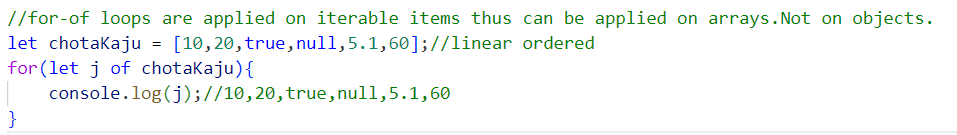 //for-of loops are applied on iterable items thus can be applied on arrays.Not on objects.
let chotaKaju = [10,20,true,null,5.1,60];//linear ordered
for(let j of chotaKaju){
    console.log(j);//10,20,true,null,5.1,60
}